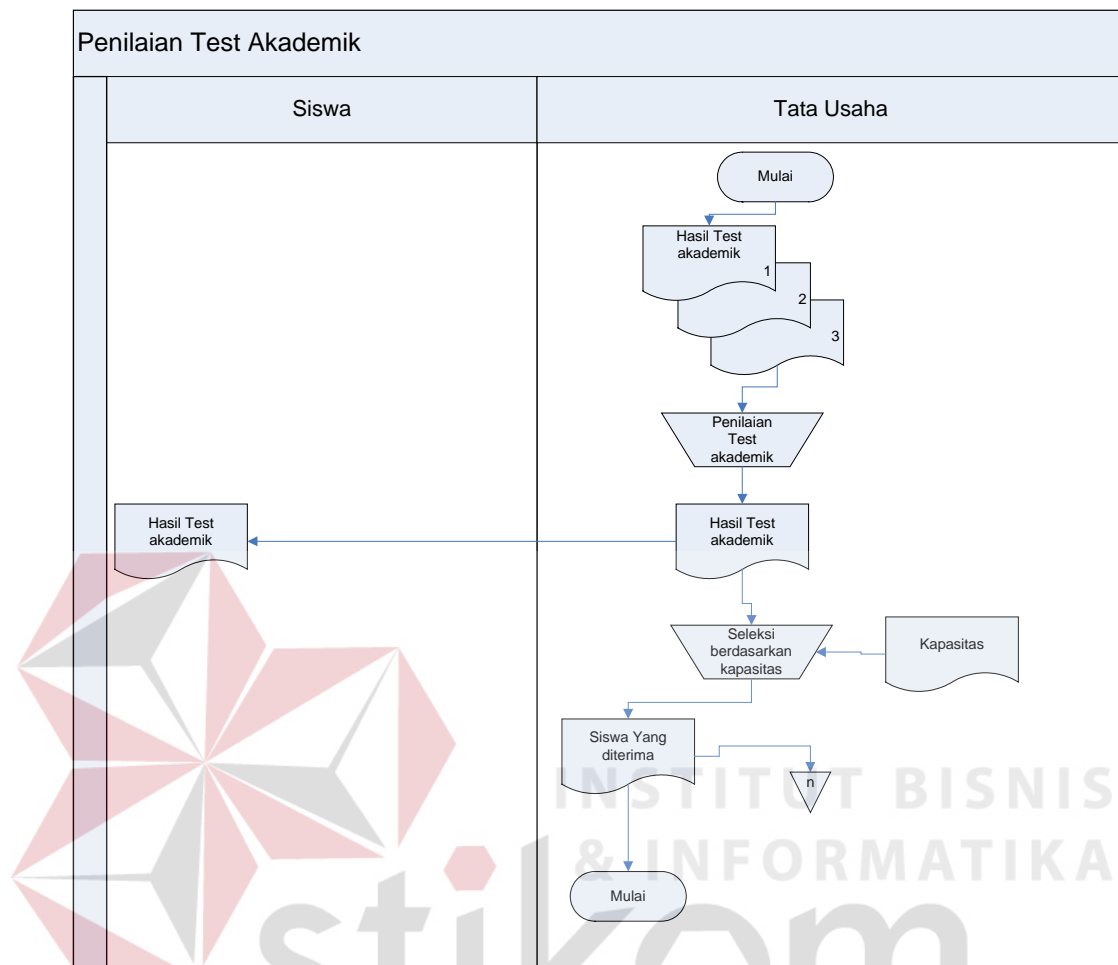 Penilaian Test Akademik
Siswa
Tata Usaha
Mulai
Hasil Test
akademik
1
2
3
Penilaian
Test
akademik
Hasil Test
akademik
Hasil Test
akademik
Seleksi
berdasarkan
kapasitas
Kapasitas
Siswa Yang
diterima
n
INSTITUT BISNIS
& INFORMATIKA
Mulai
stikom